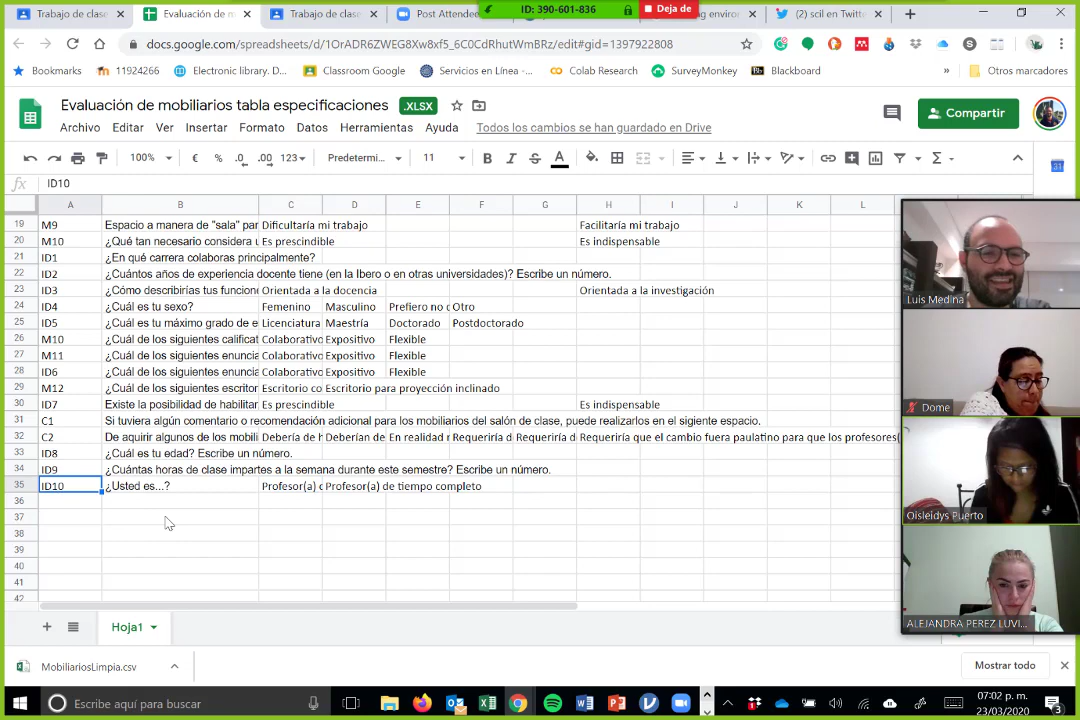 Trabajo de clase
Evaluación de m
Trabajo de clase
Post Attendee
ID: 390-601-836
Deja de
g enviro
(2) scil en Twitt
docs.google.com/spreadsheets/d/1OrADR6ZWEG8Xw8xf5_6C0CdRhutWmBRz/edit#gid=1397922808
Bookmarks
11924266
Electronic library. D...
Classroom Google
Servicios en Línea -...
Colab Research
SurveyMonkey
Blackboard
»
Otros marcadores
Evaluación de mobiliarios tabla especificaciones
.XLSX
Archivo Editar Ver Insertar Formato Datos Herramientas Ayuda
Todos los cambios se han guardado en Drive
Compartir
100% € % .0 .00 123 Predetermi... 11 B I S A Σ
fx ID10
A B C D E F G H I J K L
19 M9 Espacio a manera de "sala" par Dificultaría mi trabajo Facilitaría mi trabajo
20 M10 ¿Qué tan necesario considera u Es prescindible Es indispensable
21 ID1 ¿En qué carrera colaboras principalmente?
22 ID2 ¿Cuántos años de experiencia docente tiene (en la Ibero o en otras universidades)? Escribe un número.
23 ID3 ¿Cómo describirías tus funcione Orientada a la docencia Orientada a la investigación
24 ID4 ¿Cuál es tu sexo? Femenino Masculino Prefiero no c Otro
25 ID5 ¿Cuál es tu máximo grado de e Licenciatura Maestría Doctorado Postdoctorado
26 M10 ¿Cuál de los siguientes calificat Colaborativo Expositivo Flexible
27 M11 ¿Cuál de los siguientes enuncia Colaborativo Expositivo Flexible
28 ID6 ¿Cuál de los siguientes enuncia Colaborativo Expositivo Flexible
29 M12 ¿Cuál de los siguientes escritor Escritorio co Escritorio para proyección inclinado
30 ID7 Existe la posibilidad de habilitar Es prescindible Es indispensable
31 C1 Si tuviera algún comentario o recomendación adicional para los mobiliarios del salón de clase, puede realizarlos en el sigiente espacio.
32 C2 De aquirir algunos de los mobili Debería de h Deberían de En realidad r Requeriría d Requeriría d Requeriría que el cambio fuera paulatino para que los profesores(
33 ID8 ¿Cuál es tu edad? Escribe un número.
34 ID9 ¿Cuántas horas de clase impartes a la semana durante este semestre? Escribe un número.
35 ID10 ¿Usted es...? Profesor(a) c Profesor(a) de tiempo completo
36
37
38
39
40
41
42
Luis Medina
Dome
Oisleidys Puerto
ALEJANDRA PEREZ LUVI...
Hoja1
MobiliariosLimpia.csv
Mostrar todo
Escribe aquí para buscar
07:02 p. m.
23/03/2020
3